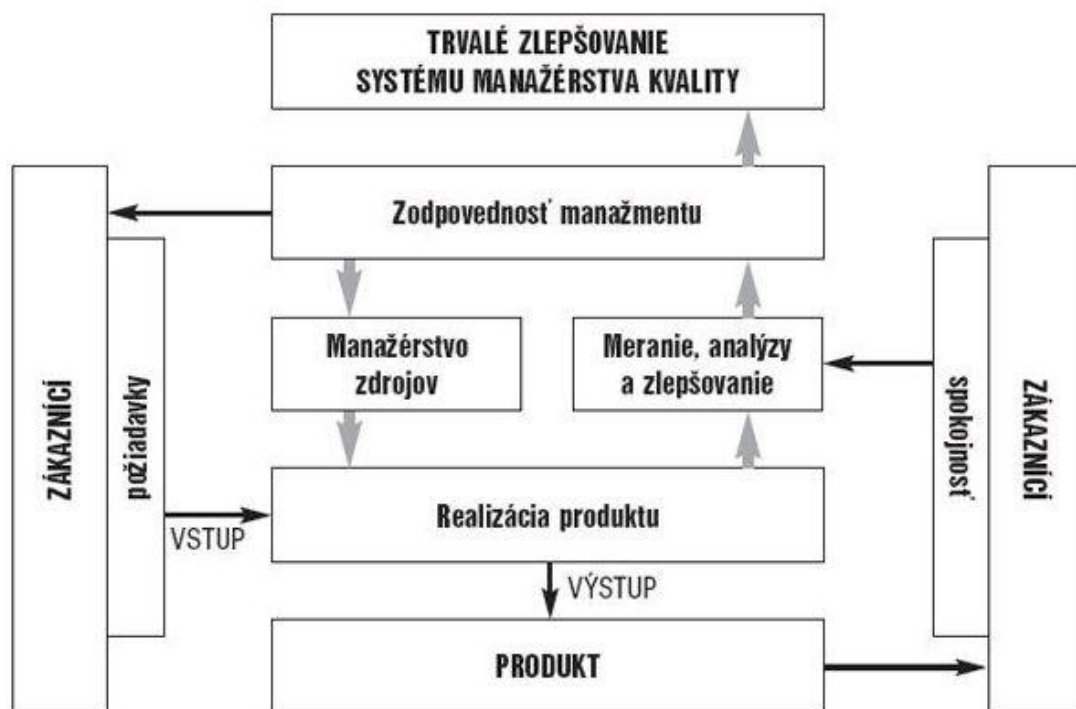 TRVALÉ ZLEPŠOVANIE
SYSTÉMU MANAŽÉRSTVA KVALITY
Zodpovednosť manažmentu
ZÁKAZNÍCI
požiadavky
Manažérstvo
zdrojov
Meranie, analýzy
a zlepšovanie
spokojnosť
ZÁKAZNÍCI
VSTUP
Realizácia produktu
VÝSTUP
PRODUKT